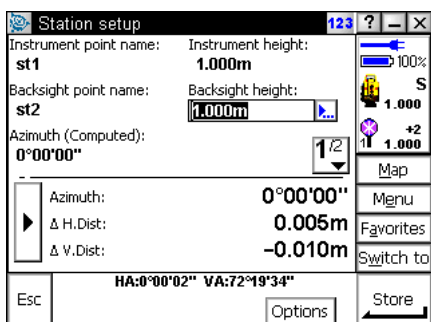 Station setup 123 ? – X
Instrument point name: Instrument height:
st1 1.000m
100%
Backsight point name: Backsight height:
st2 1.000m
S
1.000
Azimuth (Computed):
0°00'00"
1/2
+2
1 1.000
Map
Azimuth: 0°00'00"
Menu
Δ H.Dist: 0.005m
Favorites
Δ V.Dist: -0.010m
Switch to
HA:0°00'02" VA:72°19'34"
Esc Options Store